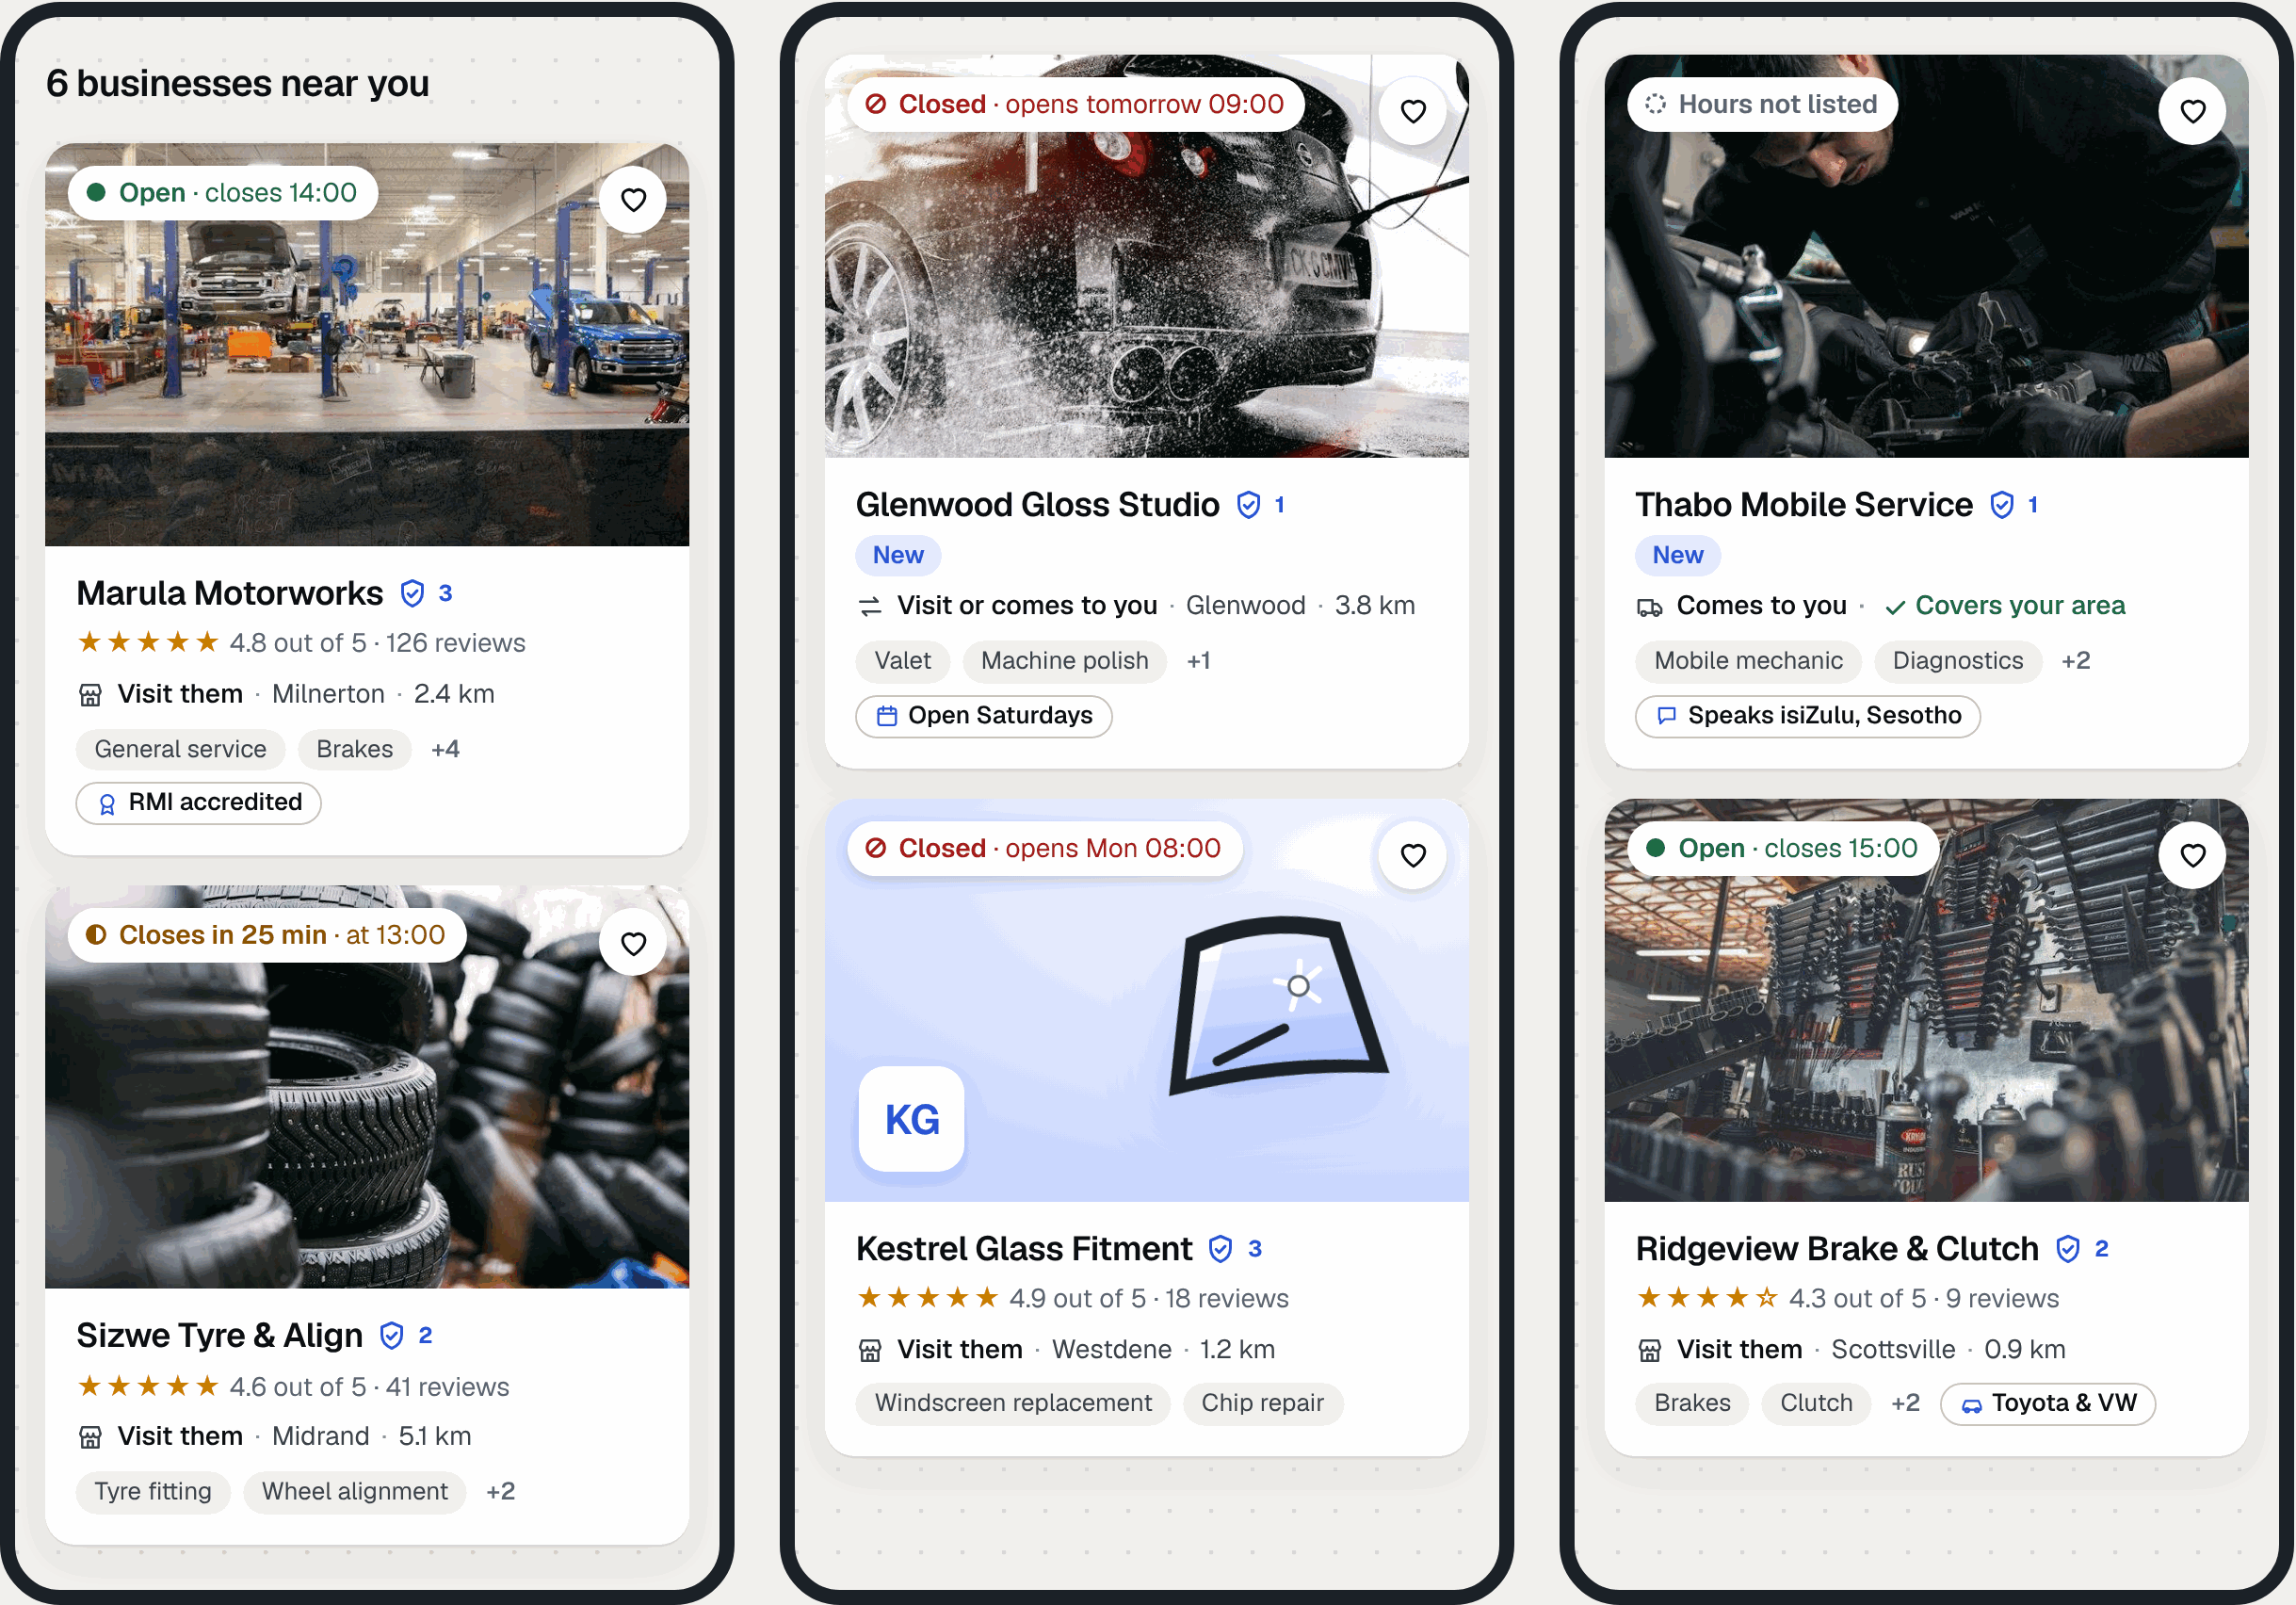 6 businesses near you
Open · closes 14:00
Marula Motorworks 3
★★★★★ 4.8 out of 5 · 126 reviews
Visit them · Milnerton · 2.4 km
General service Brakes +4
RMI accredited
Closes in 25 min · at 13:00
Sizwe Tyre & Align 2
★★★★★ 4.6 out of 5 · 41 reviews
Visit them · Midrand · 5.1 km
Tyre fitting Wheel alignment +2
Closed · opens tomorrow 09:00
Glenwood Gloss Studio 1
New
Visit or comes to you · Glenwood · 3.8 km
Valet Machine polish +1
Open Saturdays
Closed · opens Mon 08:00
KG
Kestrel Glass Fitment 3
★★★★★ 4.9 out of 5 · 18 reviews
Visit them · Westdene · 1.2 km
Windscreen replacement Chip repair
Hours not listed
Thabo Mobile Service 1
New
Comes to you · ✓ Covers your area
Mobile mechanic Diagnostics +2
Speaks isiZulu, Sesotho
Open · closes 15:00
Ridgeview Brake & Clutch 2
★★★★☆ 4.3 out of 5 · 9 reviews
Visit them · Scottsville · 0.9 km
Brakes Clutch +2 Toyota & VW